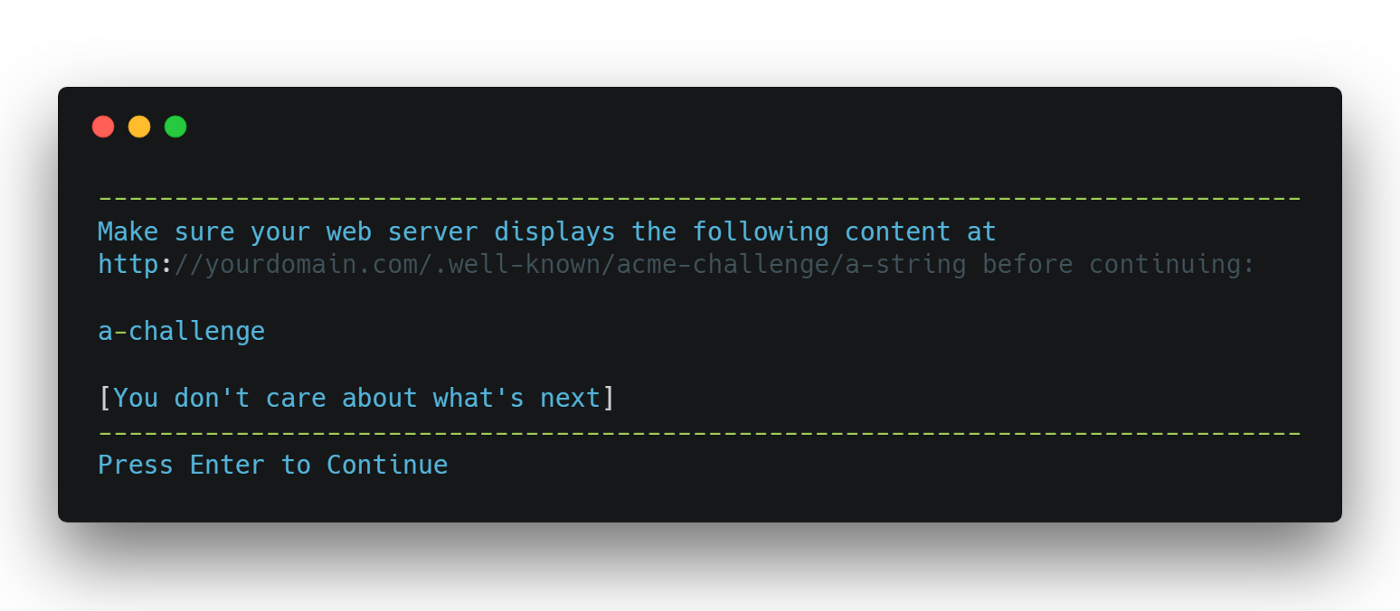 --------------------------------------------------------------------------------
Make sure your web server displays the following content at
http://yourdomain.com/.well-known/acme-challenge/a-string before continuing:
a-challenge
[You don't care about what's next]
--------------------------------------------------------------------------------
Press Enter to Continue